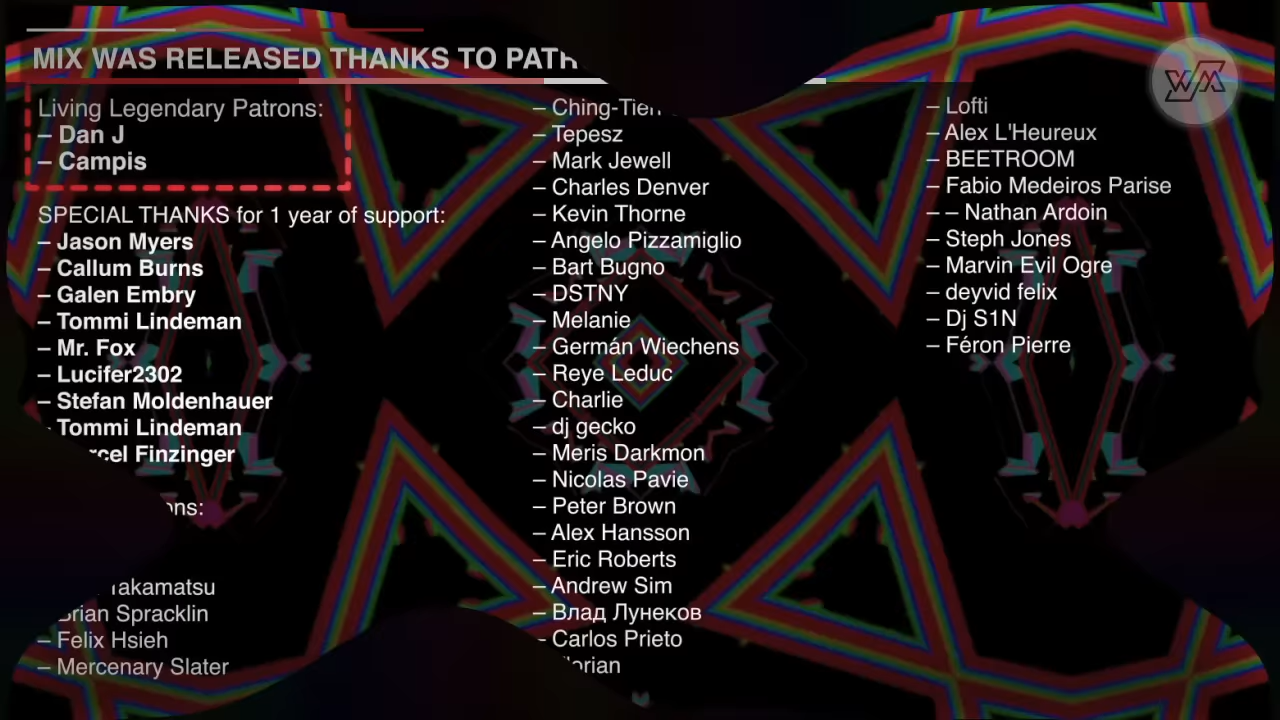 MIX WAS RELEASED THANKS TO
Living Legendary Patrons:
– Dan J
– Campis
SPECIAL THANKS for 1 year of support:
– Jason Myers
– Callum Burns
– Galen Embry
– Tommi Lindeman
– Mr. Fox
– Lucifer2302
– Stefan Moldenhauer
– Tommi Lindeman
Finzinger
Brian Spracklin
– Felix Hsieh
– Mercenary Slater
– Ching-Tien
– Tepesz
– Mark Jewell
– Charles Denver
– Kevin Thorne
– Angelo Pizzamiglio
– Bart Bugno
– DSTNY
– Melanie
– Germán Wiechens
– Reye Leduc
– Charlie
– dj gecko
– Meris Darkmon
– Nicolas Pavie
– Peter Brown
– Alex Hansson
– Eric Roberts
– Andrew Sim
– Влад Лунеков
– Carlos Prieto
– Lofti
– Alex L'Heureux
– BEETROOM
– Fabio Medeiros Parise
– – Nathan Ardoin
– Steph Jones
– Marvin Evil Ogre
– deyvid felix
– Dj S1N
– Féron Pierre